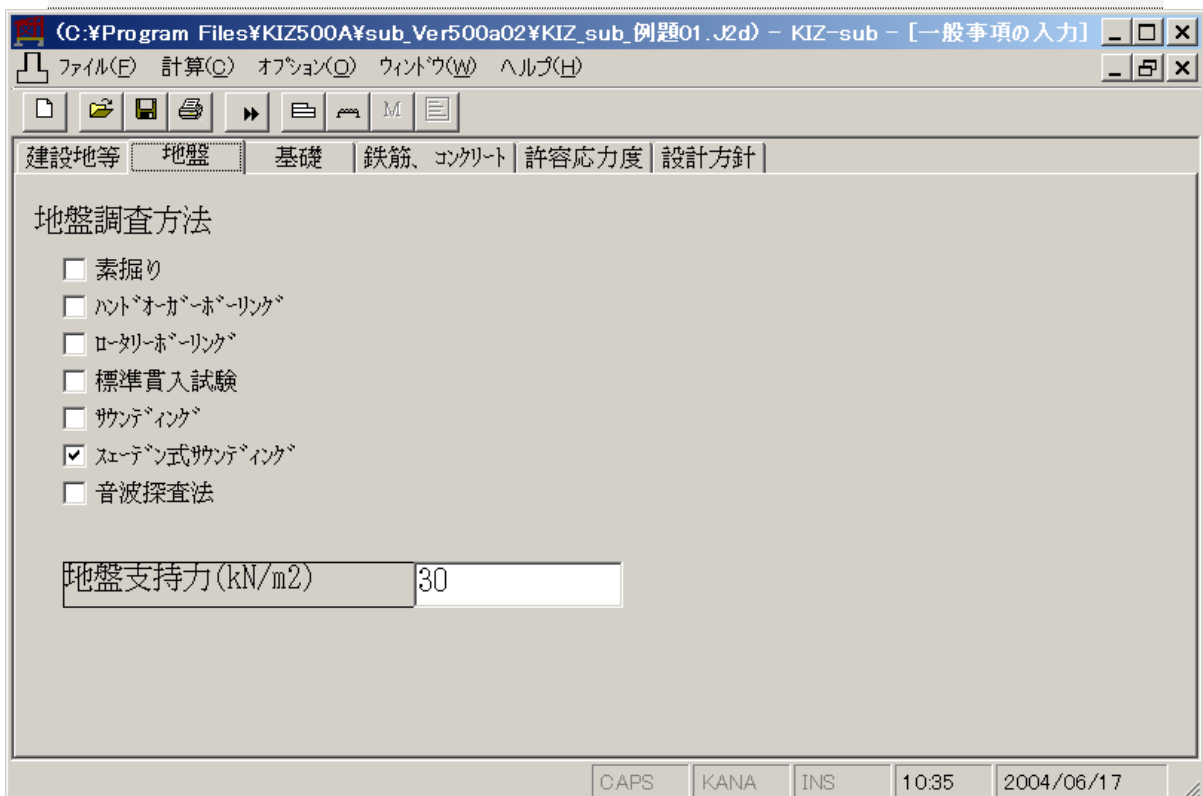 (C:¥Program Files¥KIZ500A¥sub_Ver500a02¥KIZ_sub_例題01.J2d) - KIZ-sub - [一般事項の入力]
ファイル(F) 計算(C) オプション(O) ウィンドウ(W) ヘルプ(H)
M
建設地等 地盤 基礎 鉄筋、コンクリート 許容応力度 設計方針
地盤調査方法
素掘り
ハンドオーガーボーリング
ロータリーボーリング
標準貫入試験
サウンディング
スェーデン式サウンディング
音波探査法
地盤支持力(kN/m2) 30
CAPS KANA INS 10:35 2004/06/17